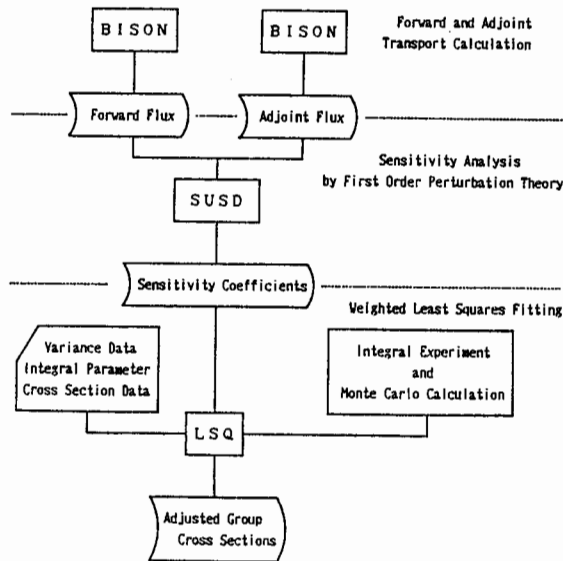 BISON
BISON
Forward and Adjoint
Transport Calculation
Forward Flux
Adjoint Flux
Sensitivity Analysis
by First Order Perturbation Theory
SUSD
Sensitivity Coefficients
Weighted Least Squares Fitting
Variance Data
Integral Parameter
Cross Section Data
Integral Experiment
and
Monte Carlo Calculation
LSQ
Adjusted Group
Cross Sections